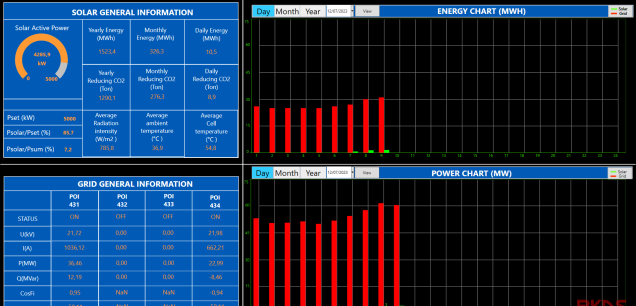 SOLAR GENERAL INFORMATION
Solar Active Power
4285,9
kW
0
5000
Yearly Energy
(MWh)
1523,4
Monthly
Energy (MWh)
326,3
Daily Energy
(MWh)
10,5
Yearly
Reducing CO2
(Ton)
1290,1
Monthly
Reducing CO2
(Ton)
276,3
Daily
Reducing CO2
(Ton)
8,9
Pset (kW) 5000
Psolar/Pset (%) 85.7
Psolar/Psum (%) 7.2
Average
Radiation
intensity
(W/m2 )
785,8
Average
ambient
temperature
(°C )
36,8
Average
Cell
temperature
(°C)
54,8
GRID GENERAL INFORMATION
POI 431 POI 432 POI 433 POI 434
STATUS ON OFF OFF ON
U(kV) 21,72 0,00 0,00 21,98
I(A) 1036,12 0,00 0,00 662,21
P(MW) 36,46 0,00 0,00 22,99
Q(MVar) 12,19 0,00 0,00 -8,46
CosFi 0,95 NaN NaN 0,94
Day Month Year 12/07/2023 View
ENERGY CHART (MWH)
Solar
Grid
1 2 3 4 5 6 7 8 9 10 11 12 13 14 15 16 17 18 19 20 21 22 23
Day Month Year 12/07/2023 View
POWER CHART (MW)
Solar
Grid